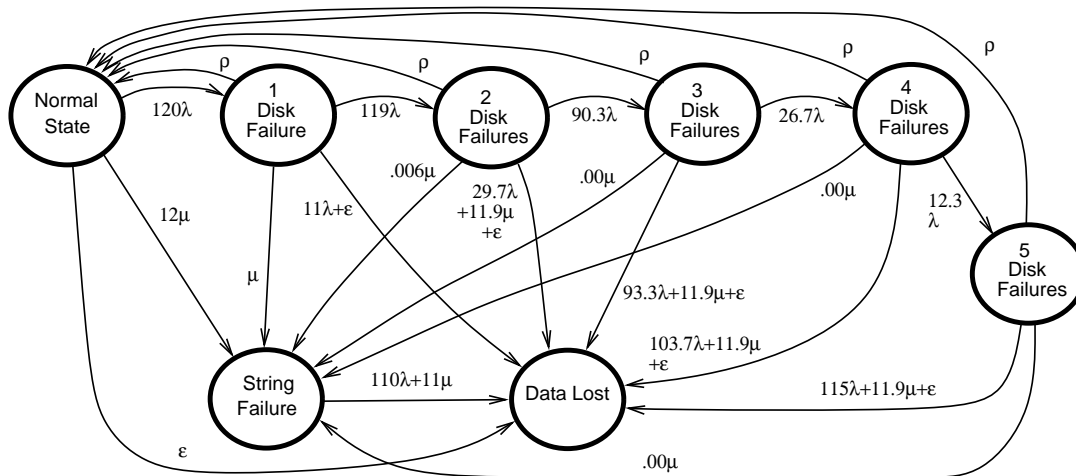 ρ
ρ
ρ
ρ
ρ
Normal
State
120λ
1
Disk
Failure
119λ
2
Disk
Failures
90.3λ
3
Disk
Failures
26.7λ
4
Disk
Failures
12μ
μ
11λ+ε
.006μ
29.7λ
+11.9μ
+ε
.00μ
.00μ
12.3
λ
5
Disk
Failures
93.3λ+11.9μ+ε
103.7λ+11.9μ
+ε
String
Failure
110λ+11μ
Data Lost
115λ+11.9μ+ε
ε
.00μ